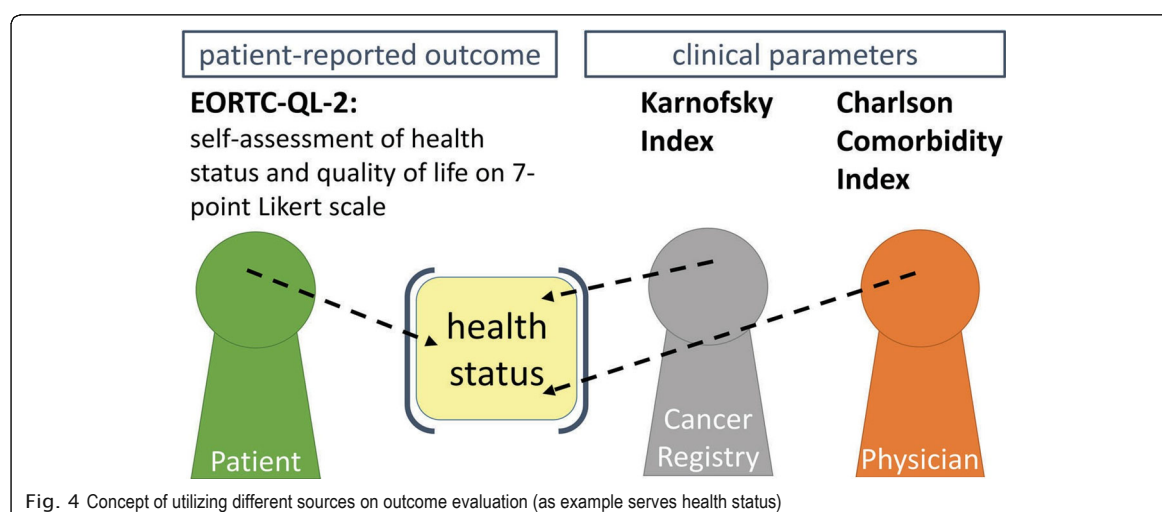 patient-reported outcome
clinical parameters
EORTC-QL-2:
self-assessment of health
status and quality of life on 7-
point Likert scale
Karnofsky
Index
Charlson
Comorbidity
Index
health
status
Patient
Cancer
Registry
Physician
Fig. 4 Concept of utilizing different sources on outcome evaluation (as example serves health status)